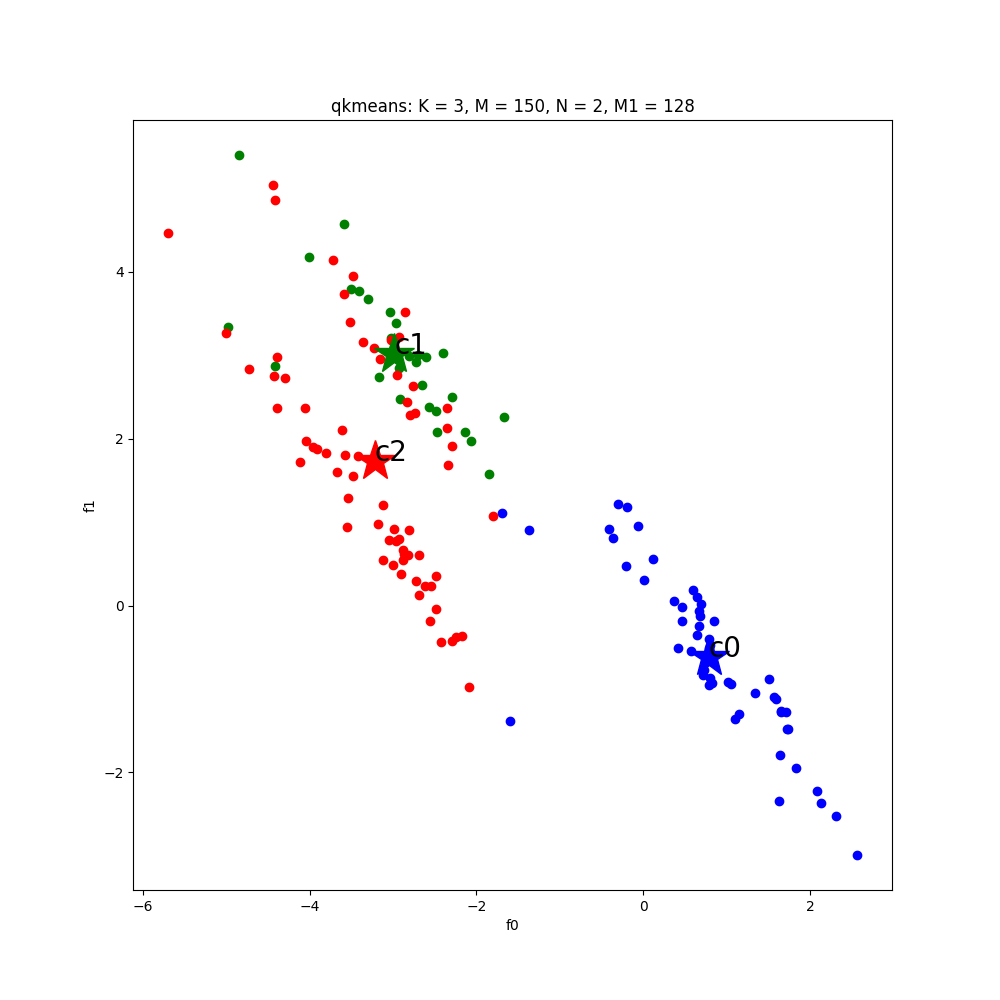 qkmeans: K = 3, M = 150, N = 2, M1 = 128
f1
4
2
0
−2
c1
c2
c0
−6
−4
−2
0
2
f0